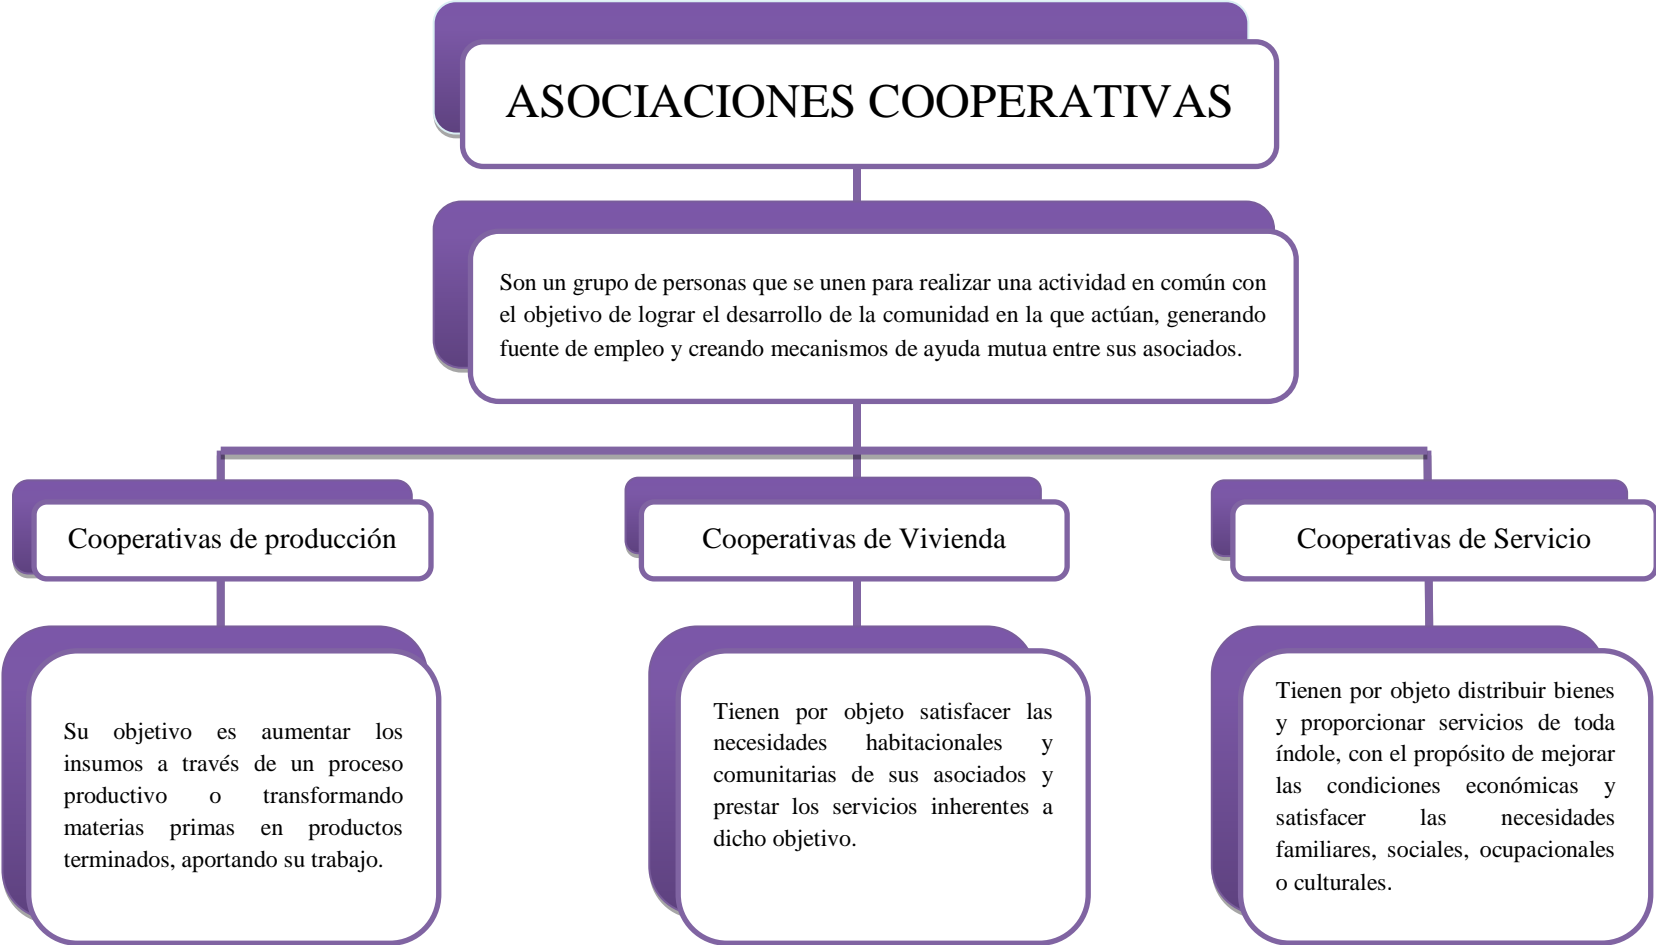 ASOCIACIONES COOPERATIVAS
Son un grupo de personas que se unen para realizar una actividad en común con
el objetivo de lograr el desarrollo de la comunidad en la que actúan, generando
fuente de empleo y creando mecanismos de ayuda mutua entre sus asociados.
Cooperativas de producción
Su objetivo es aumentar los
insumos a través de un proceso
productivo o transformando
materias primas en productos
terminados, aportando su trabajo.
Cooperativas de Vivienda
Tienen por objeto satisfacer las
necesidades habitacionales y
comunitarias de sus asociados y
prestar los servicios inherentes a
dicho objetivo.
Cooperativas de Servicio
Tienen por objeto distribuir bienes
y proporcionar servicios de toda
índole, con el propósito de mejorar
las condiciones económicas y
satisfacer las necesidades
familiares, sociales, ocupacionales
o culturales.